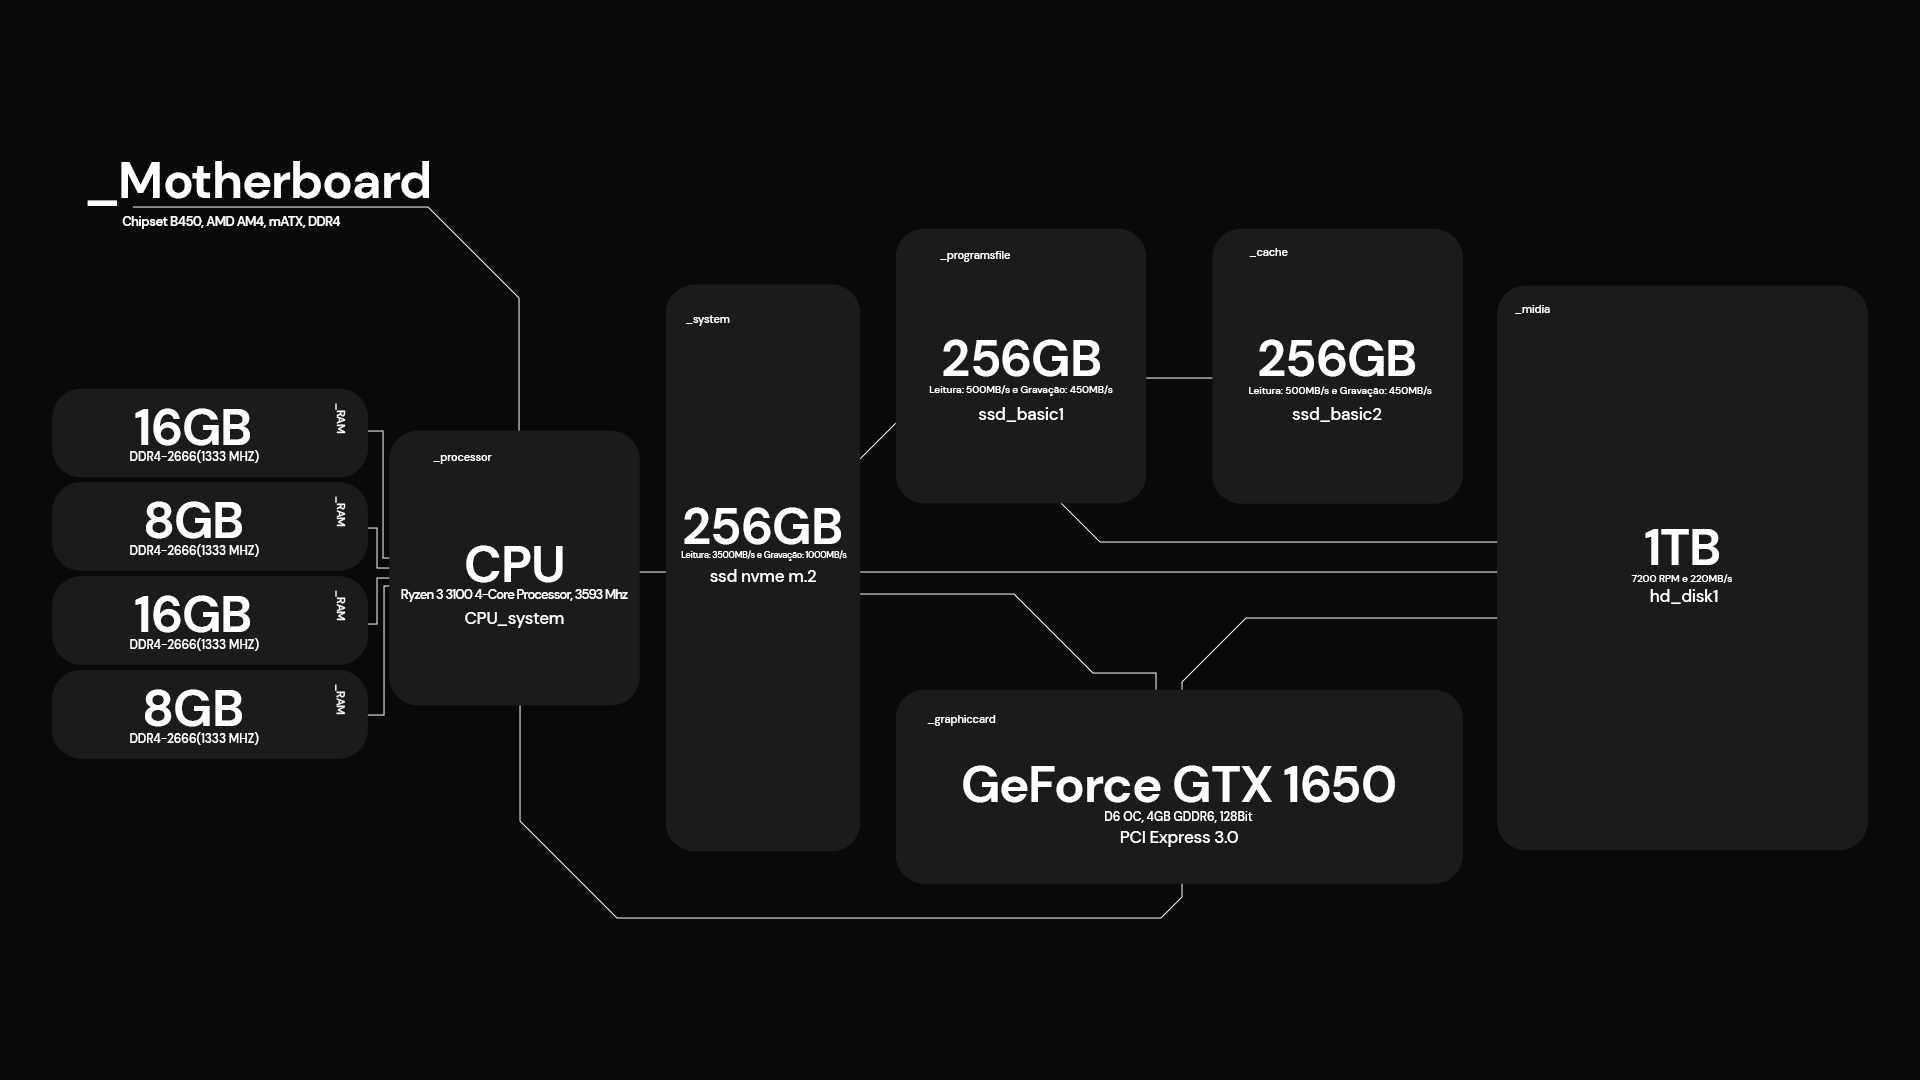 _Motherboard
Chipset B450, AMD AM4, mATX, DDR4
16GB
DDR4-2666(1333 MHZ)
_RAM
8GB
DDR4-2666(1333 MHZ)
_RAM
16GB
DDR4-2666(1333 MHZ)
_RAM
8GB
DDR4-2666(1333 MHZ)
_RAM
_processor
CPU
Ryzen 3 3100 4-Core Processor, 3593 Mhz
CPU_system
_system
256GB
Leitura: 3500MB/s e Gravação: 1000MB/s
ssd nvme m.2
_programsfile
256GB
Leitura: 500MB/s e Gravação: 450MB/s
ssd_basic1
_cache
256GB
Leitura: 500MB/s e Gravação: 450MB/s
ssd_basic2
_midia
1TB
7200 RPM e 220MB/s
hd_disk1
_graphiccard
GeForce GTX 1650
D6 OC, 4GB GDDR6, 128Bit
PCI Express 3.0